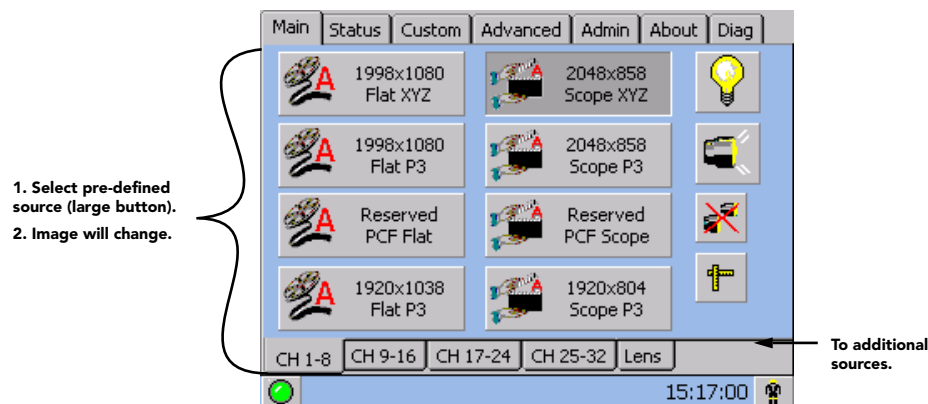 Main Status Custom Advanced Admin About Diag
1998x1080
Flat XYZ
2048x858
Scope XYZ
1998x1080
Flat P3
2048x858
Scope P3
1. Select pre-defined
source (large button).
2. Image will change.
Reserved
PCF Flat
Reserved
PCF Scope
1920x1038
Flat P3
1920x804
Scope P3
CH 1-8 CH 9-16 CH 17-24 CH 25-32 Lens
To additional
sources.
15:17:00
A
A
A
A
A
A
A
A